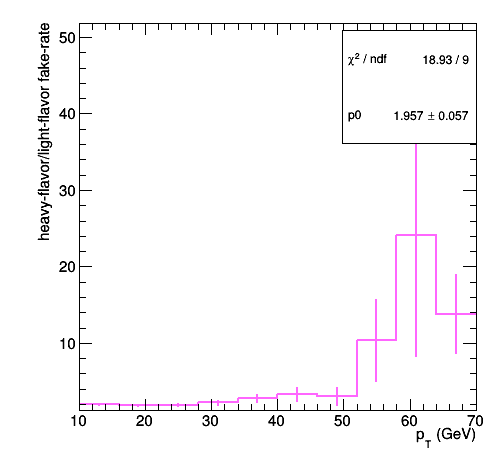 heavy-flavor/light-flavor fake-rate
50
40
30
20
10
χ² / ndf 18.93 / 9
p0 1.957 ± 0.057
10 20 30 40 50 60 70
p_T (GeV)